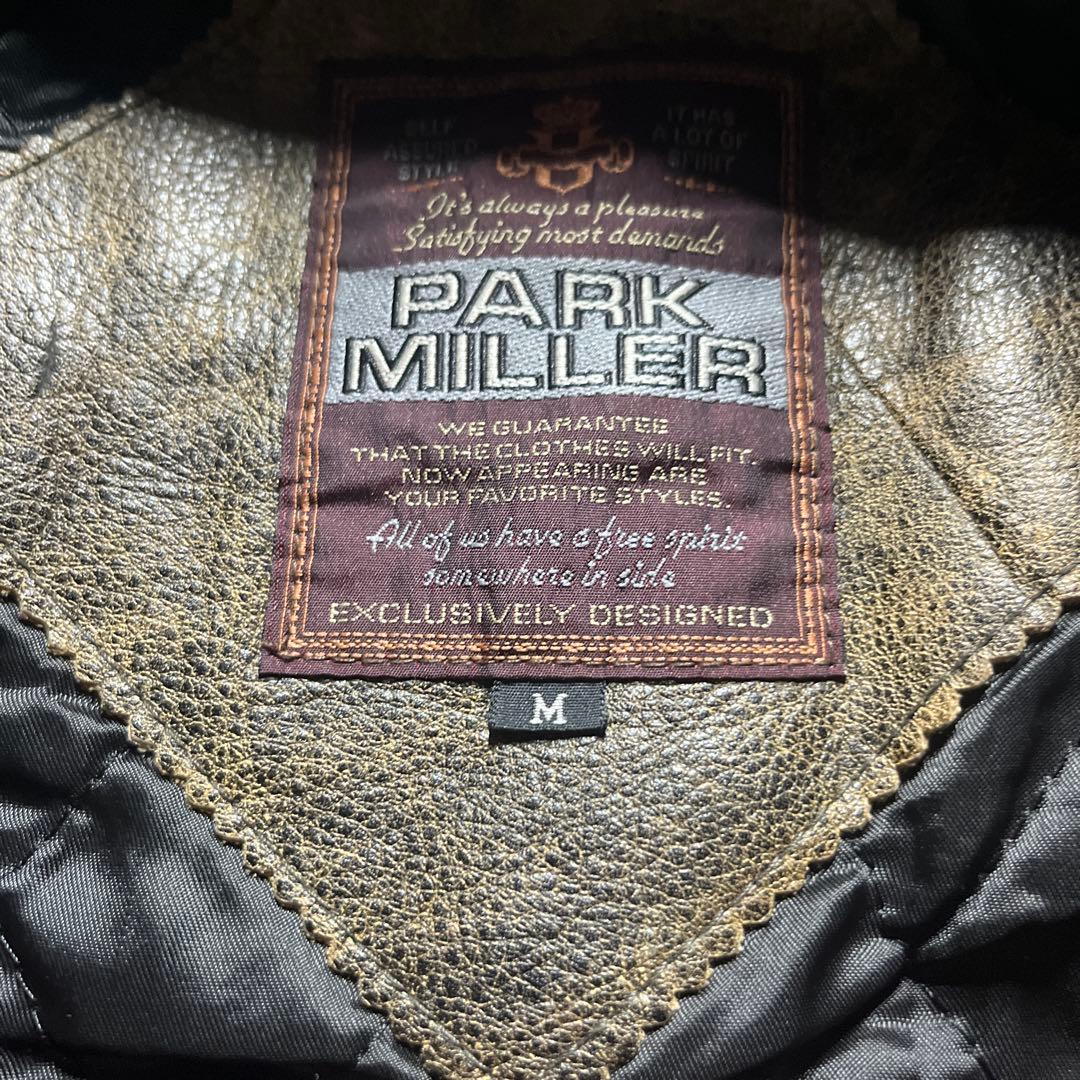 SELF
ASSURED
STYLE
IT HAS
A LOT OF
SPIRIT
It's always a pleasure
Satisfying most demands
PARK
MILLER
WE GUARANTEE
THAT THE CLOTHES WILL FIT.
NOW APPEARING ARE
YOUR FAVORITE STYLES.
All of us have a free spirit
somewhere in side
EXCLUSIVELY DESIGNED
M